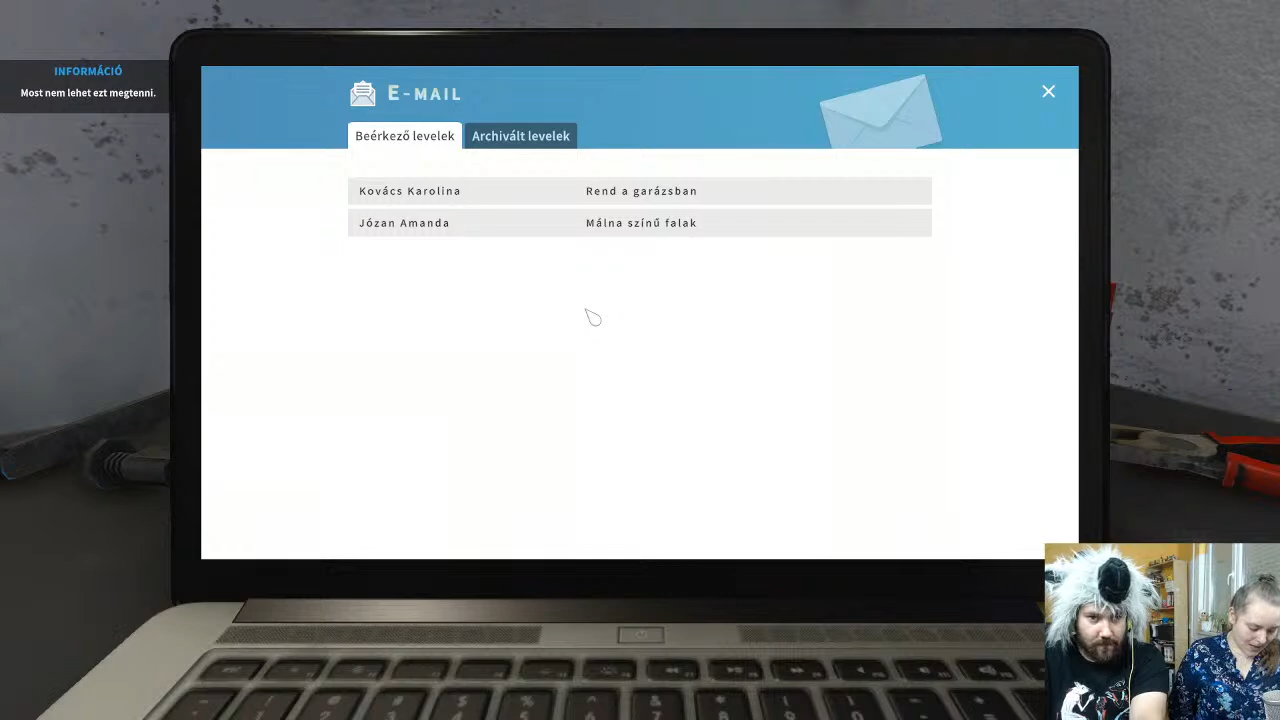 INFORMÁCIÓ
Most nem lehet ezt megtenni.
E-MAIL
Beérkező levelek Archivált levelek
Kovács Karolina Rend a garázsban
Józan Amanda Málna színű falak